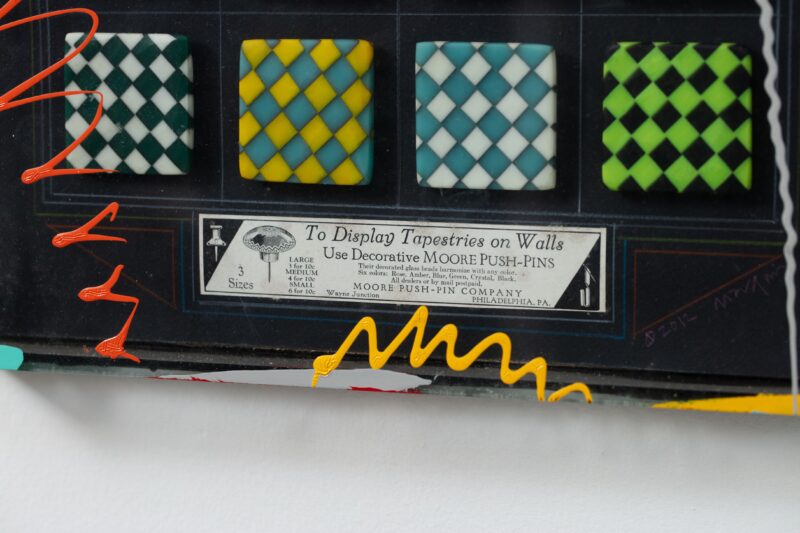 To Display Tapestries on Walls
Use Decorative MOORE PUSH-PINS
Their decorated glass beads harmonize with any color.
Six colors: Rose, Amber, Blue, Green, Crystal, Black.
All dealers or by mail postpaid.
MOORE PUSH-PIN COMPANY
Wayne Junction PHILADELPHIA, PA.
3
Sizes
LARGE
3 for 10c
MEDIUM
4 for 10c
SMALL
6 for 10c
©2012